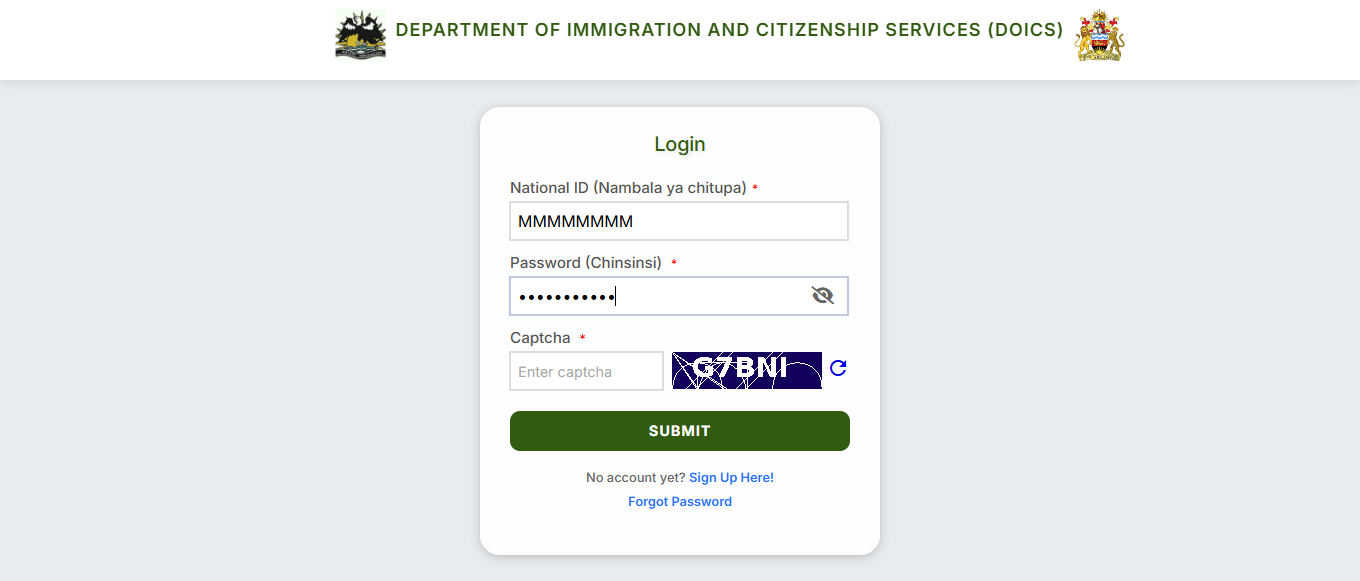 DEPARTMENT OF IMMIGRATION AND CITIZENSHIP SERVICES (DOICS)
Login
National ID (Nambala ya chitupa) *
MMMMMMMM
Password (Chinsinsi) *
•••••••••••
Captcha *
Enter captcha G7BNI
SUBMIT
No account yet? Sign Up Here!
Forgot Password